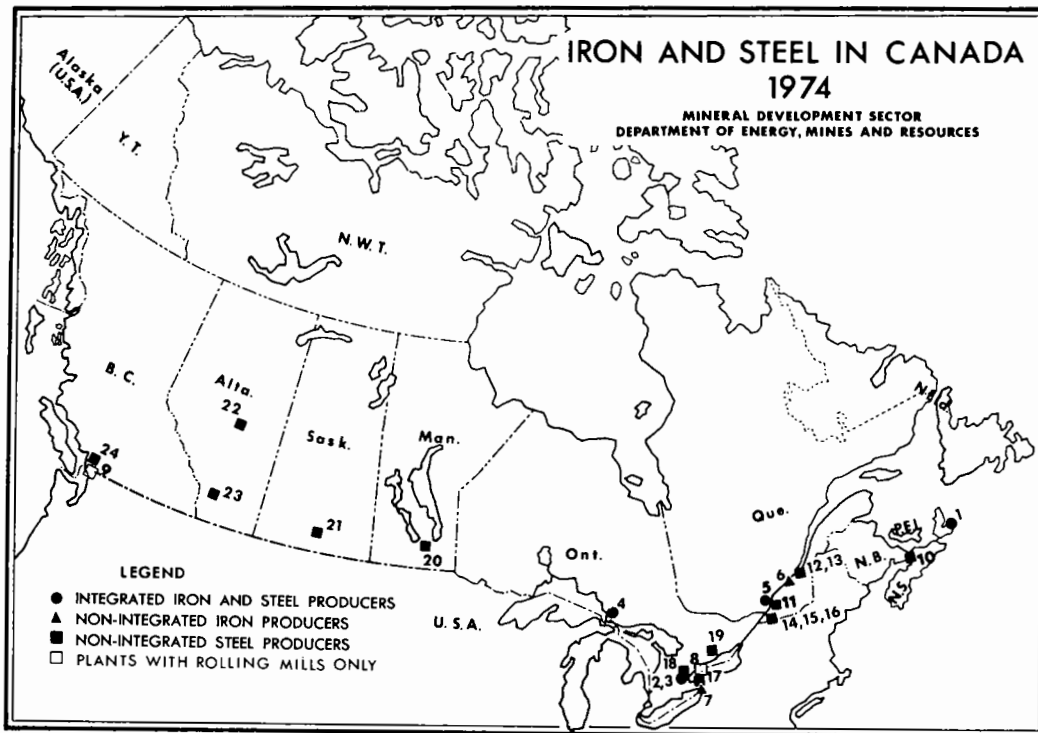 IRON AND STEEL IN CANADA
1974
MINERAL DEVELOPMENT SECTOR
DEPARTMENT OF ENERGY, MINES AND RESOURCES
Alaska
(U.S.A.)
Y.T.
N.W.T.
B.C.
Alta.
22
Sask.
Man.
24
9
23
21
20
Ont.
Que.
Nfld.
P.E.I.
1
N.B.
10
N.S.
6
12,13
5
11
14,15,16
4
U.S.A.
19
18
8
2,3
17
7
LEGEND
INTEGRATED IRON AND STEEL PRODUCERS
NON-INTEGRATED IRON PRODUCERS
NON-INTEGRATED STEEL PRODUCERS
PLANTS WITH ROLLING MILLS ONLY